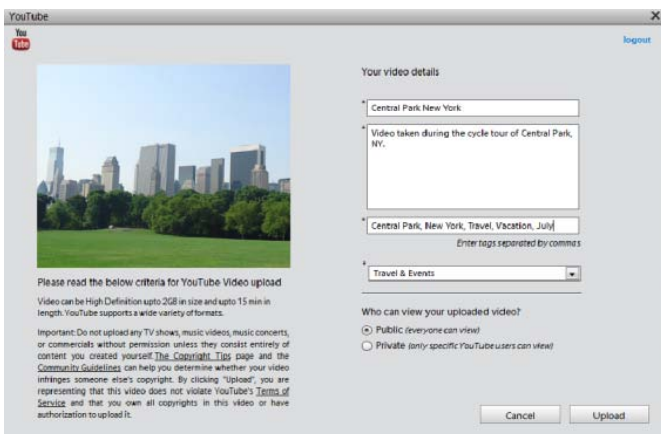 YouTube
You
Tube
logout
Your video details
* Central Park New York
* Video taken during the cycle tour of Central Park,
NY.
* Central Park, New York, Travel, Vacation, July
Enter tags separated by commas
* Travel & Events
Please read the below criteria for YouTube Video upload
Video can be High Definition upto 2GB in size and upto 15 min in
length. YouTube supports a wide variety of formats.
Important: Do not upload any TV shows, music videos, music concerts,
or commercials without permission unless they consist entirely of
content you created yourself. The Copyright Tips page and the
Community Guidelines can help you determine whether your video
infringes someone else's copyright. By clicking "Upload", you are
representing that this video does not violate YouTube's Terms of
Service and that you own all copyrights in this video or have
authorization to upload it.
Who can view your uploaded video?
Public (everyone can view)
Private (only specific YouTube users can view)
Cancel
Upload